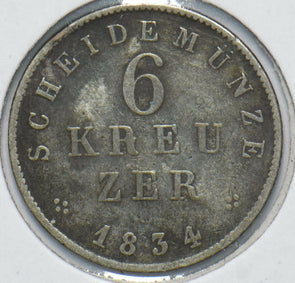 SCHEIDEMÜNZE
6
KREU
ZER
1834